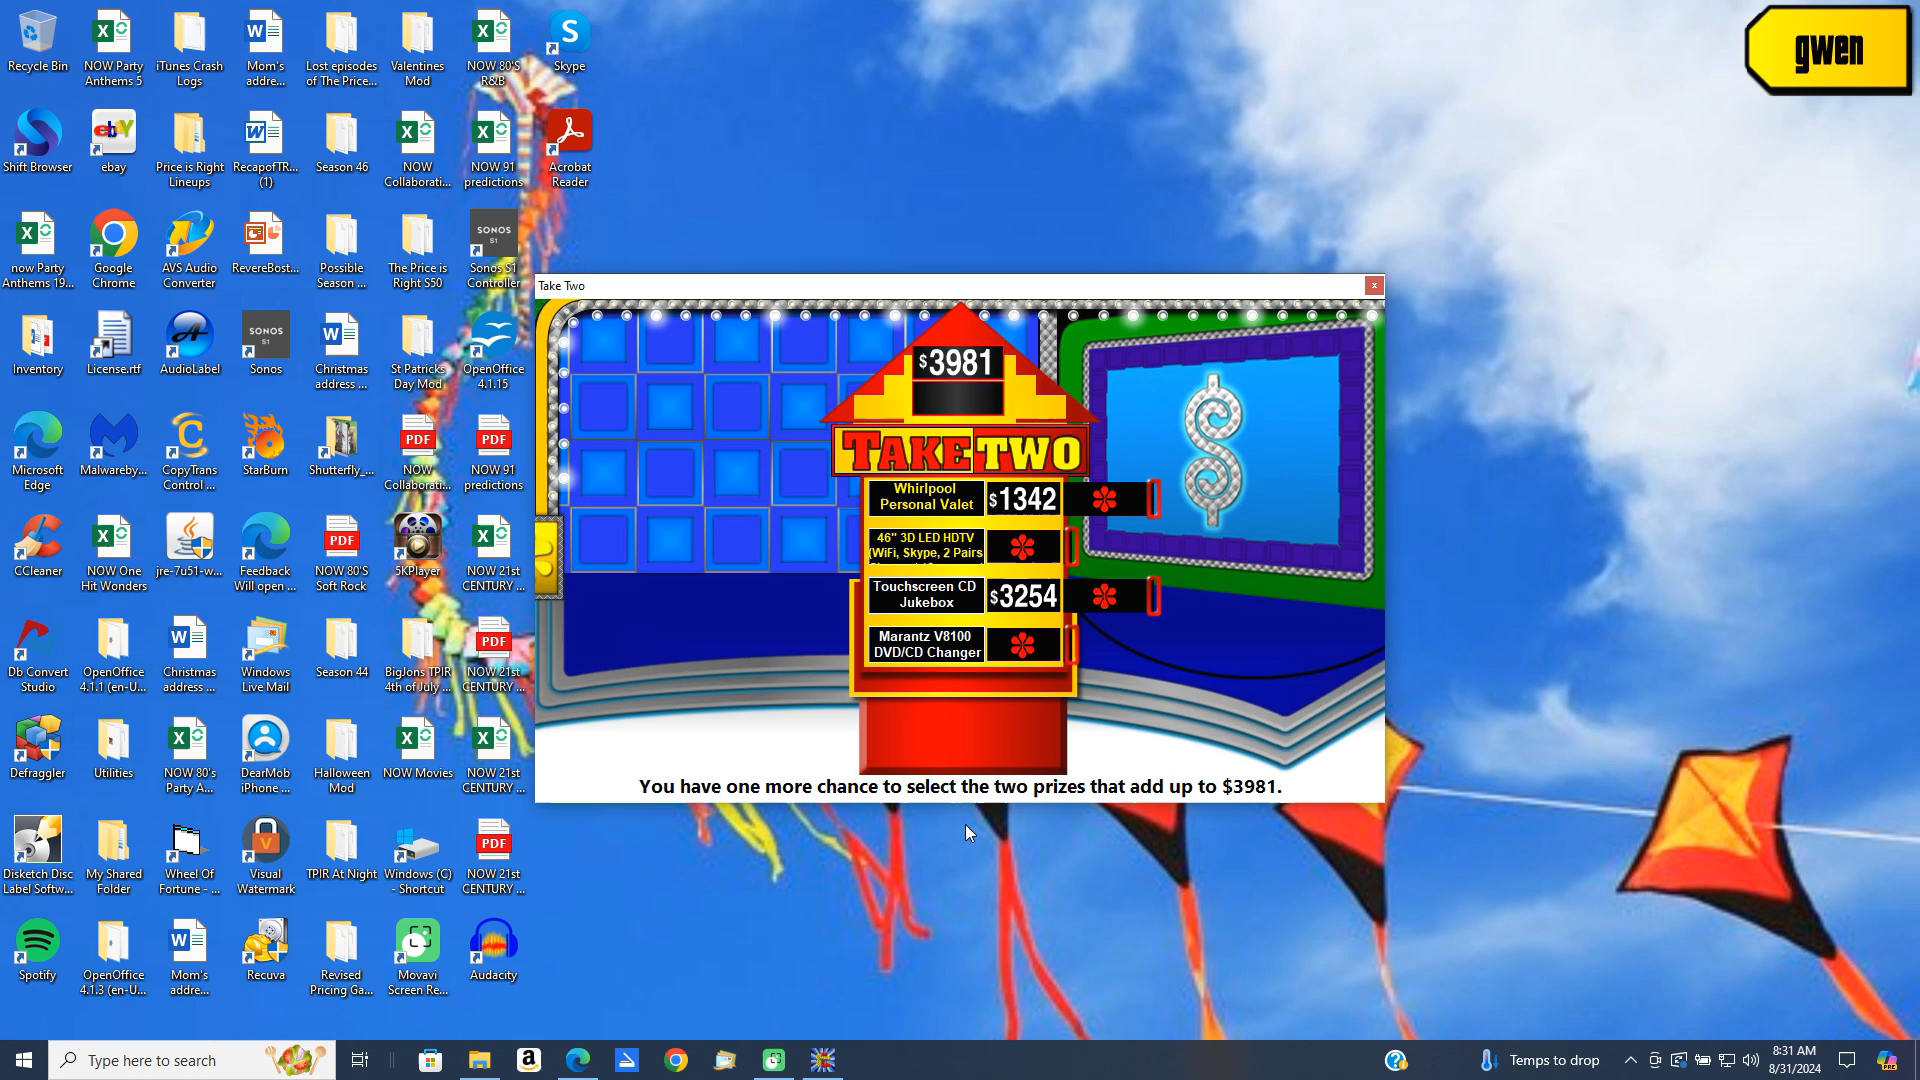 Recycle Bin
NOW Party
Anthems 5
iTunes Crash
Logs
Mom's
addre...
Lost episodes
of The Price...
Valentines
Mod
NOW 80'S
R&B
Skype
gwen
Shift Browser
ebay
Price is Right
Lineups
RecapofTR...
(1)
Season 46
NOW
Collaborati...
NOW 91
predictions
Acrobat
Reader
now Party
Anthems 19...
Google
Chrome
AVS Audio
Converter
RevereBost...
Possible
Season ...
The Price is
Right S50
SONOS
S1
Sonos S1
Controller
Inventory
License.rtf
AudioLabel
SONOS
S1
Sonos
Christmas
address ...
St Patricks
Day Mod
OpenOffice
4.1.15
Microsoft
Edge
Malwareby...
CopyTrans
Control ...
StarBurn
Shutterfly_...
PDF
NOW
Collaborati...
PDF
NOW 91
predictions
CCleaner
NOW One
Hit Wonders
jre-7u51-w...
Feedback
Will open ...
PDF
NOW 80'S
Soft Rock
5KPlayer
NOW 21st
CENTURY ...
Db Convert
Studio
OpenOffice
4.1.1 (en-U...
Christmas
address ...
Windows
Live Mail
Season 44
BigJons TPIR
4th of July ...
PDF
NOW 21st
CENTURY ...
Defraggler
Utilities
NOW 80's
Party A...
DearMob
iPhone ...
Halloween
Mod
NOW Movies
NOW 21st
CENTURY ...
Disketch Disc
Label Softw...
My Shared
Folder
Wheel Of
Fortune - ...
Visual
Watermark
TPIR At Night
Windows (C)
- Shortcut
PDF
NOW 21st
CENTURY ...
Spotify
OpenOffice
4.1.3 (en-U...
Mom's
addre...
Recuva
Revised
Pricing Ga...
Movavi
Screen Re...
Audacity
Take Two
$3981
TAKE TWO
Whirlpool
Personal Valet
$1342
46" 3D LED HDTV
(WiFi, Skype, 2 Pairs
Touchscreen CD
Jukebox
$3254
Marantz V8100
DVD/CD Changer
You have one more chance to select the two prizes that add up to $3981.
Type here to search
Temps to drop
8:31 AM
8/31/2024